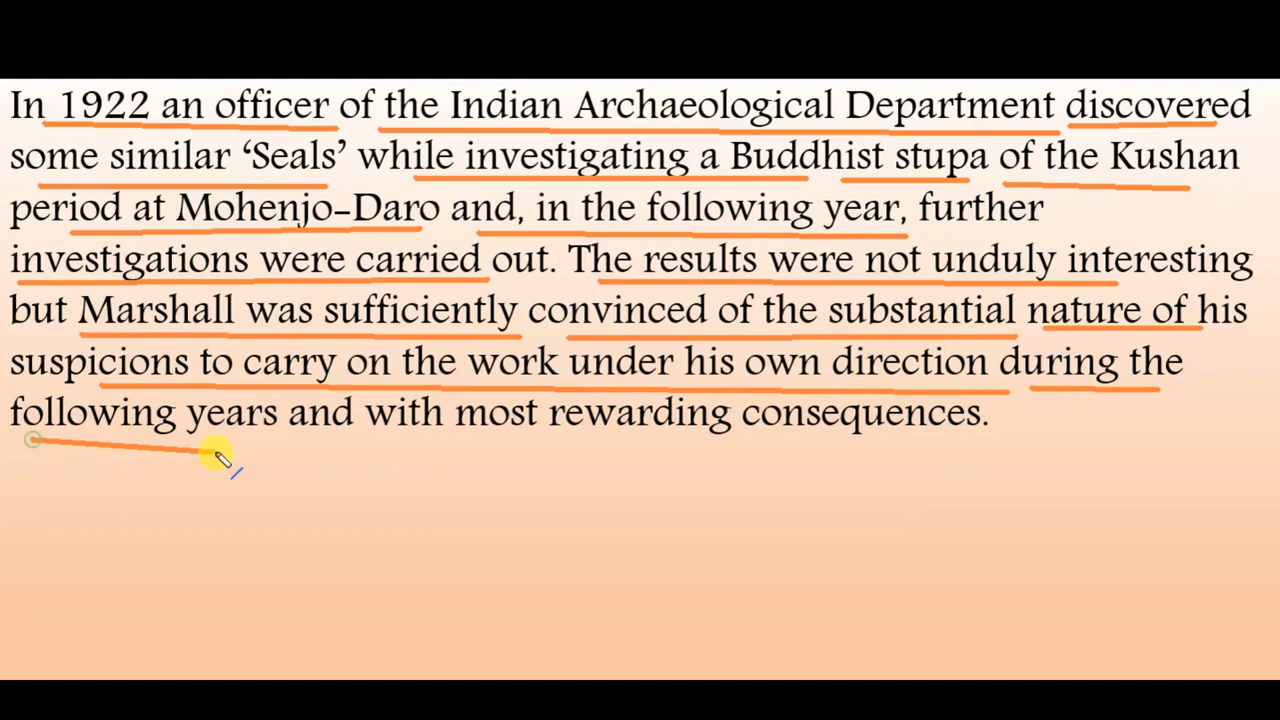 In 1922 an officer of the Indian Archaeological Department discovered
some similar ‘Seals’ while investigating a Buddhist stupa of the Kushan
period at Mohenjo-Daro and, in the following year, further
investigations were carried out. The results were not unduly interesting
but Marshall was sufficiently convinced of the substantial nature of his
suspicions to carry on the work under his own direction during the
following years and with most rewarding consequences.